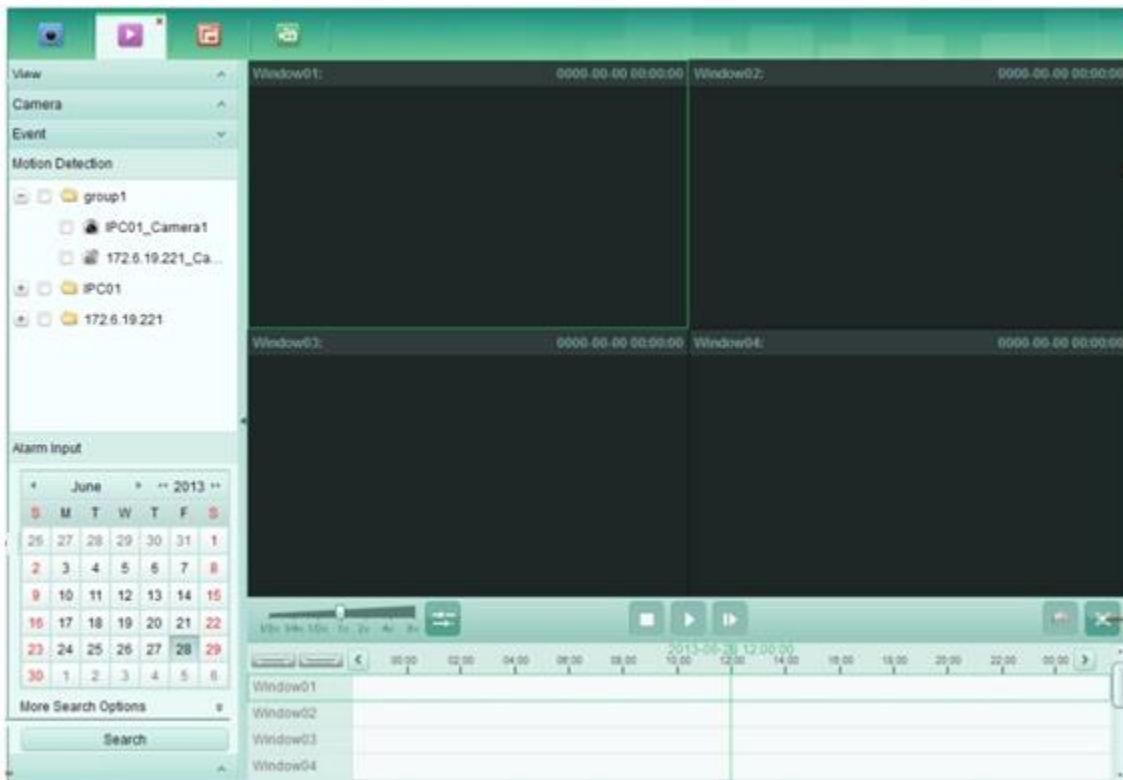 View
Camera
Event
Motion Detection
group1
IPC01_Camera1
172.6.19.221_Ca...
IPC01
172.6.19.221
Alarm Input
June 2013
S M T W T F S
26 27 28 29 30 31 1
2 3 4 5 6 7 8
9 10 11 12 13 14 15
16 17 18 19 20 21 22
23 24 25 26 27 28 29
30 1 2 3 4 5 6
More Search Options
Search
Window01: 0000-00-00 00:00:00
Window02: 0000-00-00 00:00:00
Window03: 0000-00-00 00:00:00
Window04: 0000-00-00 00:00:00
1x 2x 4x 8x
2013-06-28 12:00:00
00:00 02:00 04:00 06:00 08:00 10:00 12:00 14:00 16:00 18:00 20:00 22:00 00:00
Window01
Window02
Window03
Window04